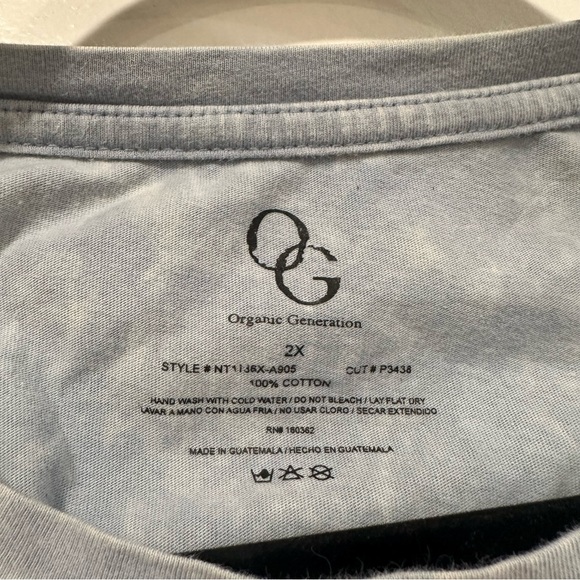 OG
Organic Generation
2X
STYLE # NT1136X-A905 CUT # P3438
100% COTTON
HAND WASH WITH COLD WATER / DO NOT BLEACH / LAY FLAT DRY
LAVAR A MANO CON AGUA FRIA / NO USAR CLORO / SECAR EXTENDIDO
RN# 160362
MADE IN GUATEMALA / HECHO EN GUATEMALA